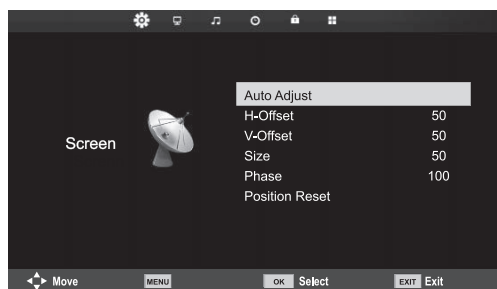 Screen
Auto Adjust
H-Offset 50
V-Offset 50
Size 50
Phase 100
Position Reset
Move MENU OK Select EXIT Exit